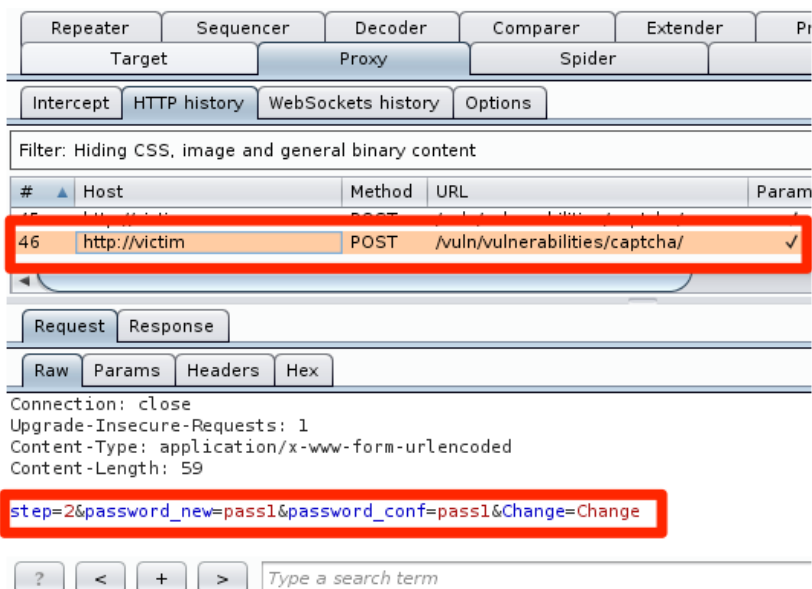 Repeater Sequencer Decoder Comparer Extender
Target Proxy Spider
Intercept HTTP history WebSockets history Options
Filter: Hiding CSS, image and general binary content
# Host Method URL Param
46 http://victim POST /vuln/vulnerabilities/captcha/ ✓
Request Response
Raw Params Headers Hex
Connection: close
Upgrade-Insecure-Requests: 1
Content-Type: application/x-www-form-urlencoded
Content-Length: 59
step=2&password_new=pass1&password_conf=pass1&Change=Change
? < + > Type a search term